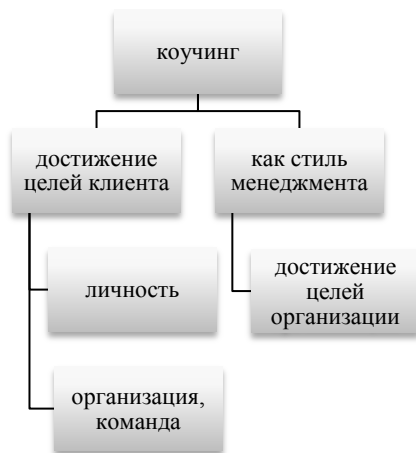 коучинг
достижение
целей клиента
как стиль
менеджмента
личность
достижение
целей
организации
организация,
команда